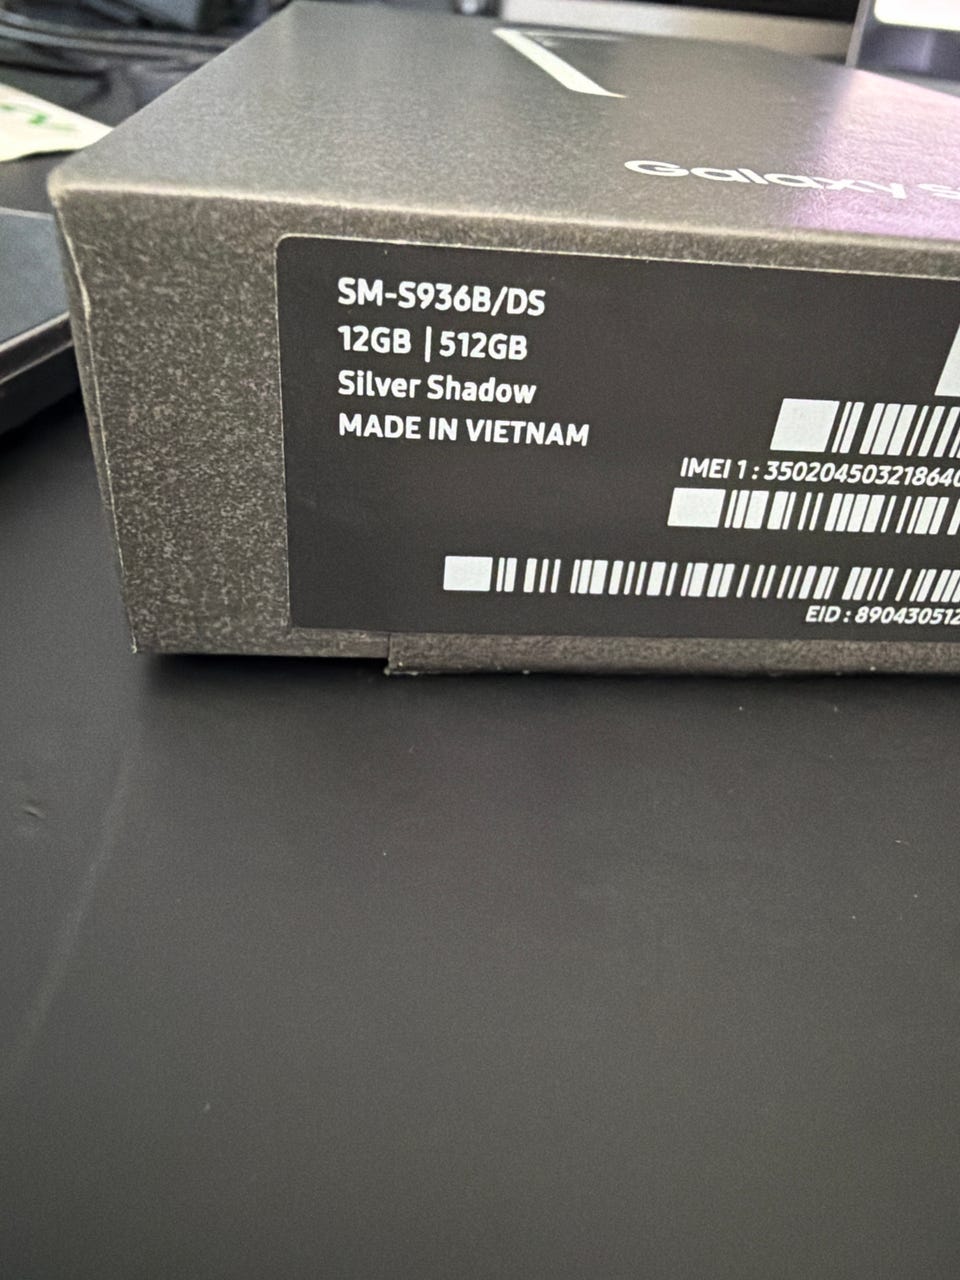 Galaxy S
SM-S936B/DS
12GB | 512GB
Silver Shadow
MADE IN VIETNAM
IMEI 1 : 35020450321864
EID : 890430512